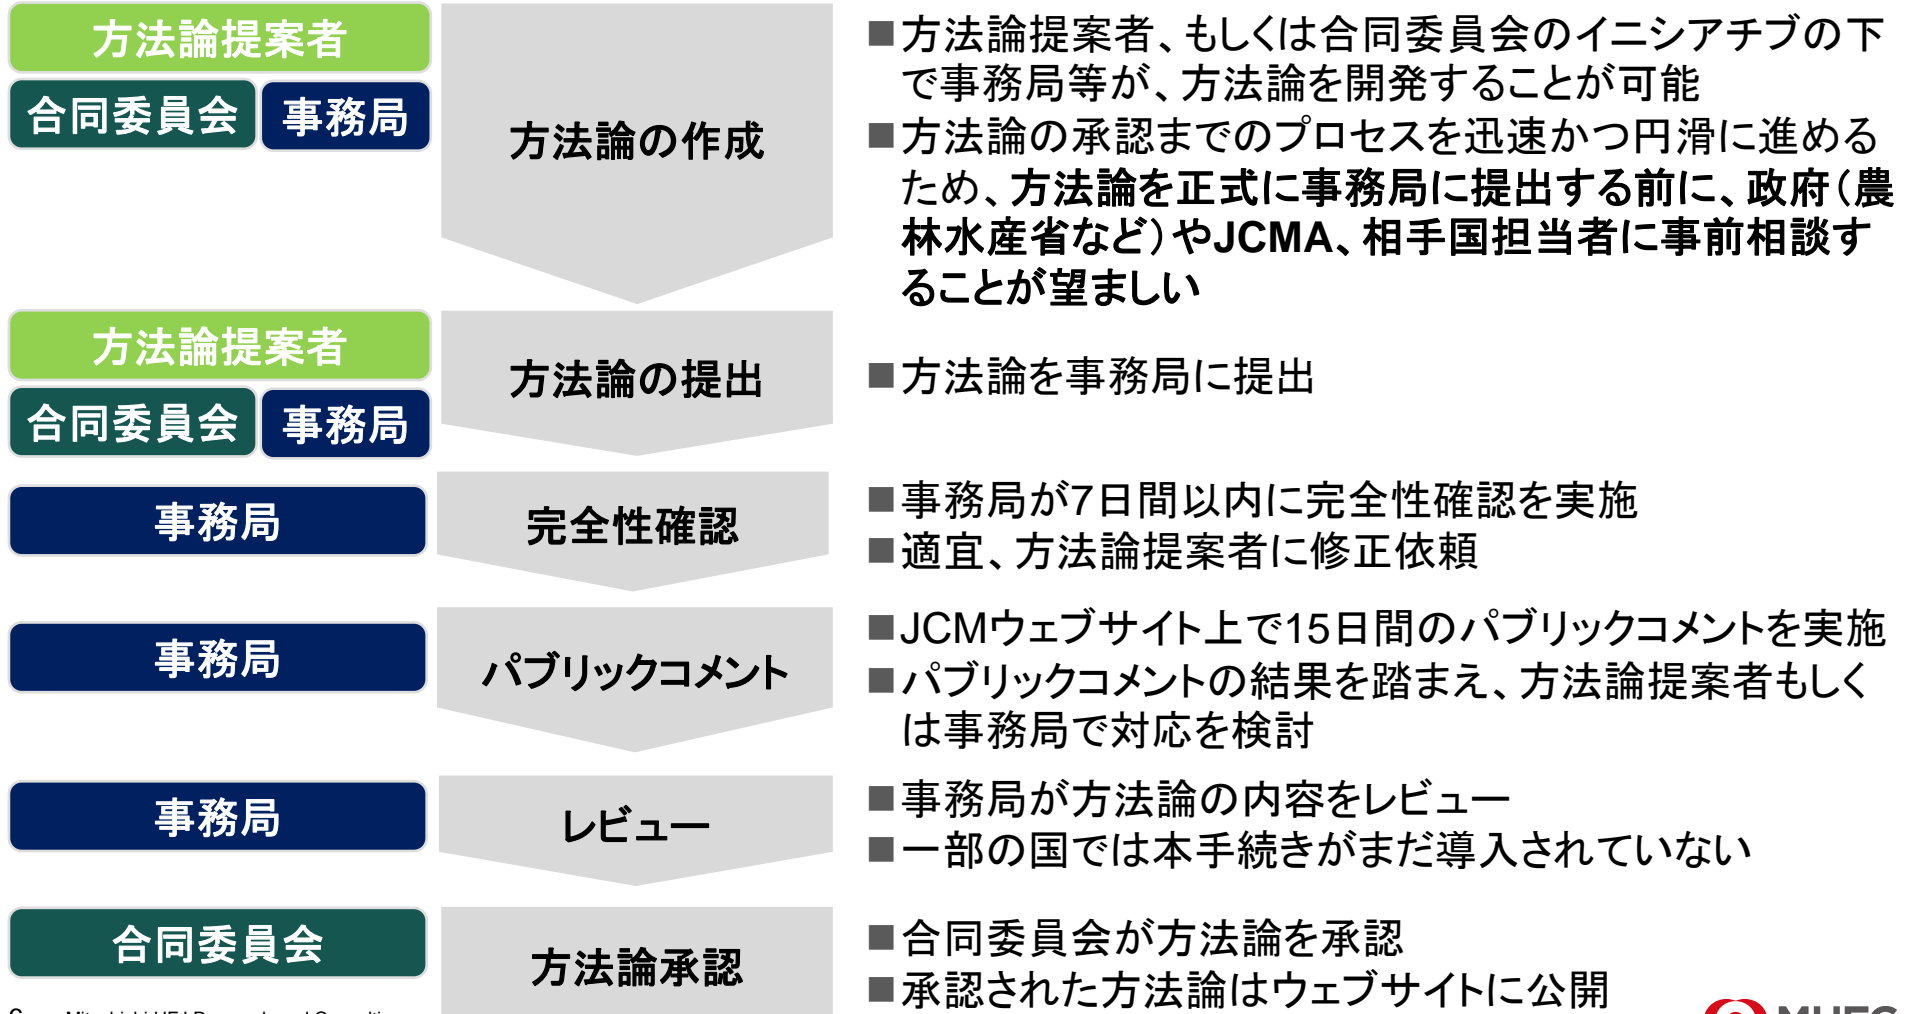 方法論提案者
合同委員会 事務局
方法論の作成
■方法論提案者、もしくは合同委員会のイニシアチブの下
で事務局等が、方法論を開発することが可能
■方法論の承認までのプロセスを迅速かつ円滑に進める
ため、方法論を正式に事務局に提出する前に、政府（農
林水産省など）やJCMA、相手国担当者に事前相談す
ることが望ましい
方法論提案者
合同委員会 事務局
方法論の提出
■方法論を事務局に提出
事務局
完全性確認
■事務局が7日間以内に完全性確認を実施
■適宜、方法論提案者に修正依頼
事務局
パブリックコメント
■JCMウェブサイト上で15日間のパブリックコメントを実施
■パブリックコメントの結果を踏まえ、方法論提案者もしく
は事務局で対応を検討
事務局
レビュー
■事務局が方法論の内容をレビュー
■一部の国では本手続きがまだ導入されていない
合同委員会
方法論承認
■合同委員会が方法論を承認
■承認された方法論はウェブサイトに公開